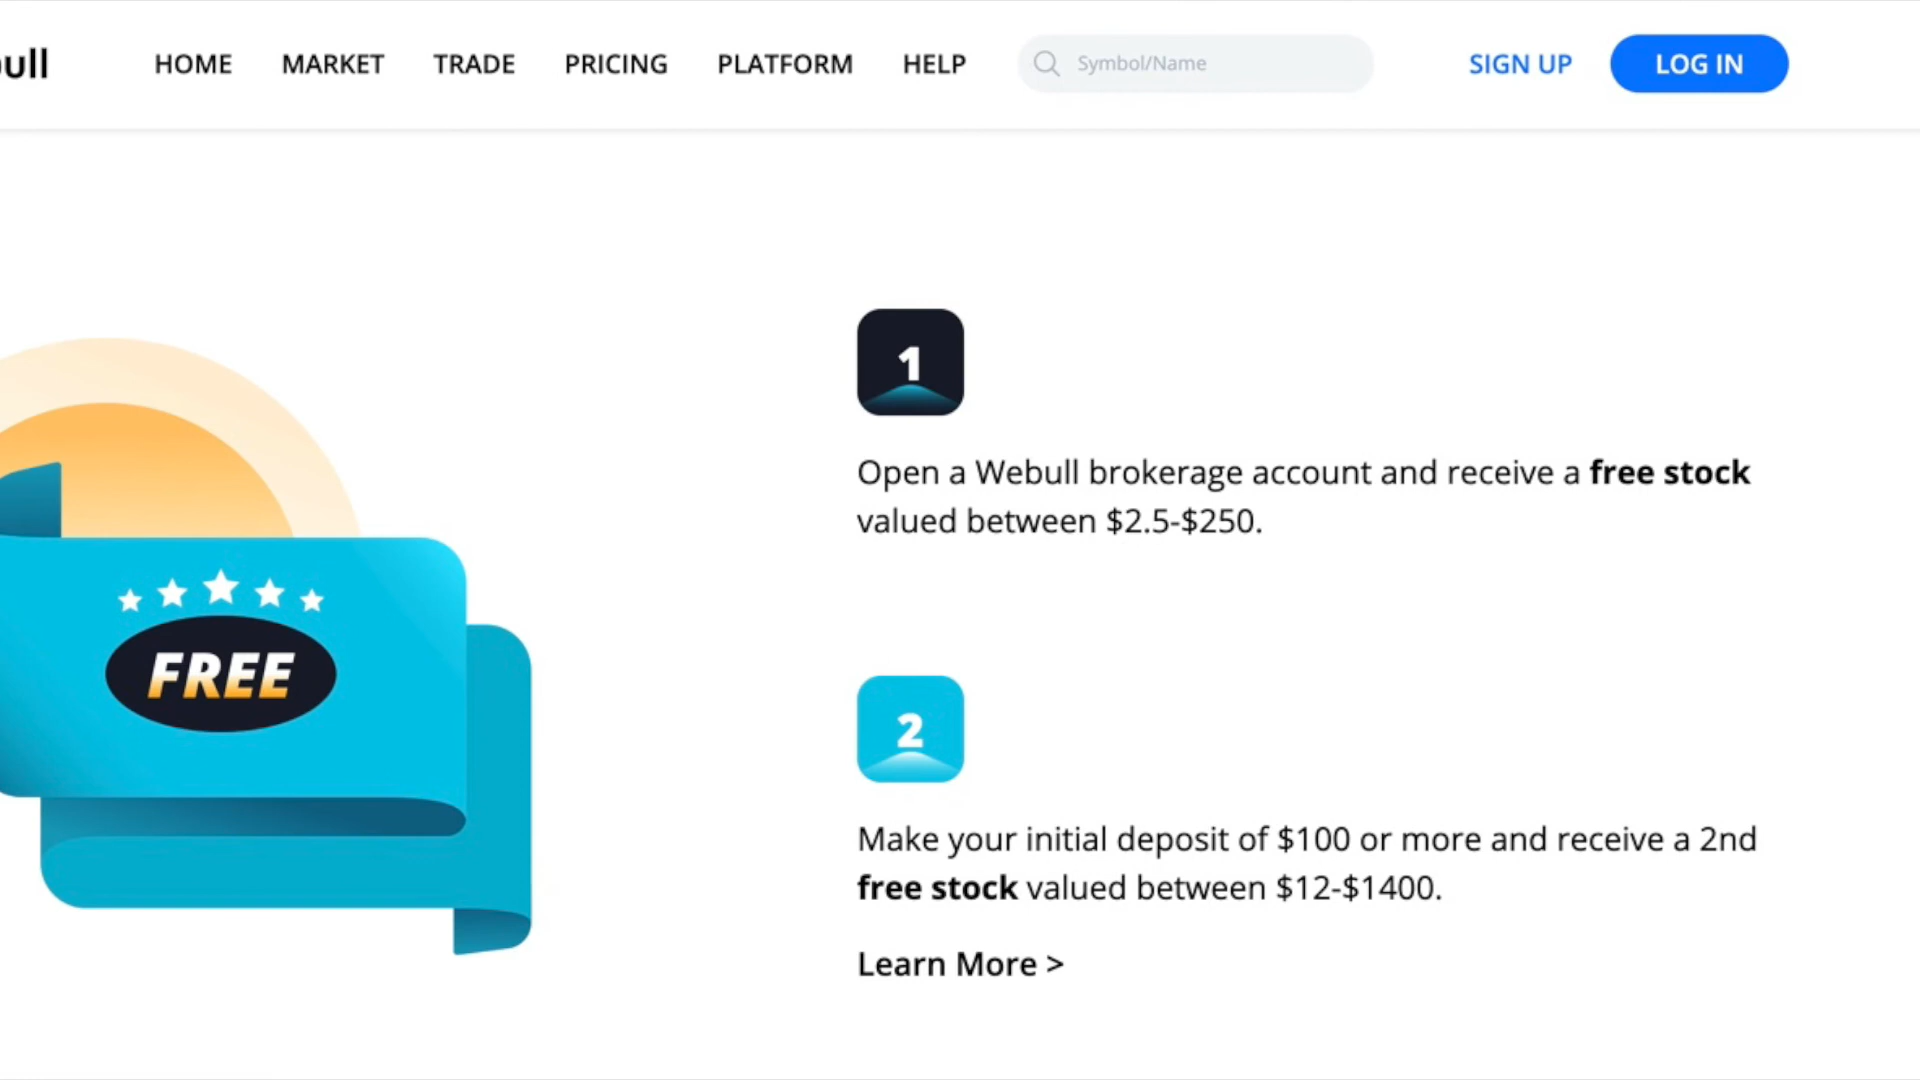 ull
HOME MARKET TRADE PRICING PLATFORM HELP Symbol/Name SIGN UP LOG IN
1
Open a Webull brokerage account and receive a free stock
valued between $2.5-$250.
FREE
2
Make your initial deposit of $100 or more and receive a 2nd
free stock valued between $12-$1400.
Learn More >